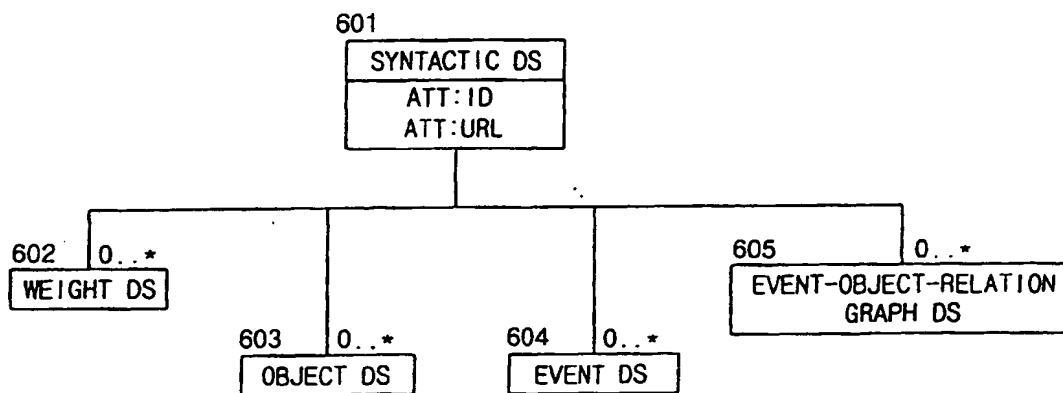 601
SYNTACTIC DS
ATT:ID
ATT:URL
602 0..*
WEIGHT DS
605 0..*
EVENT-OBJECT-RELATION
GRAPH DS
603 0..*
OBJECT DS
604 0..*
EVENT DS